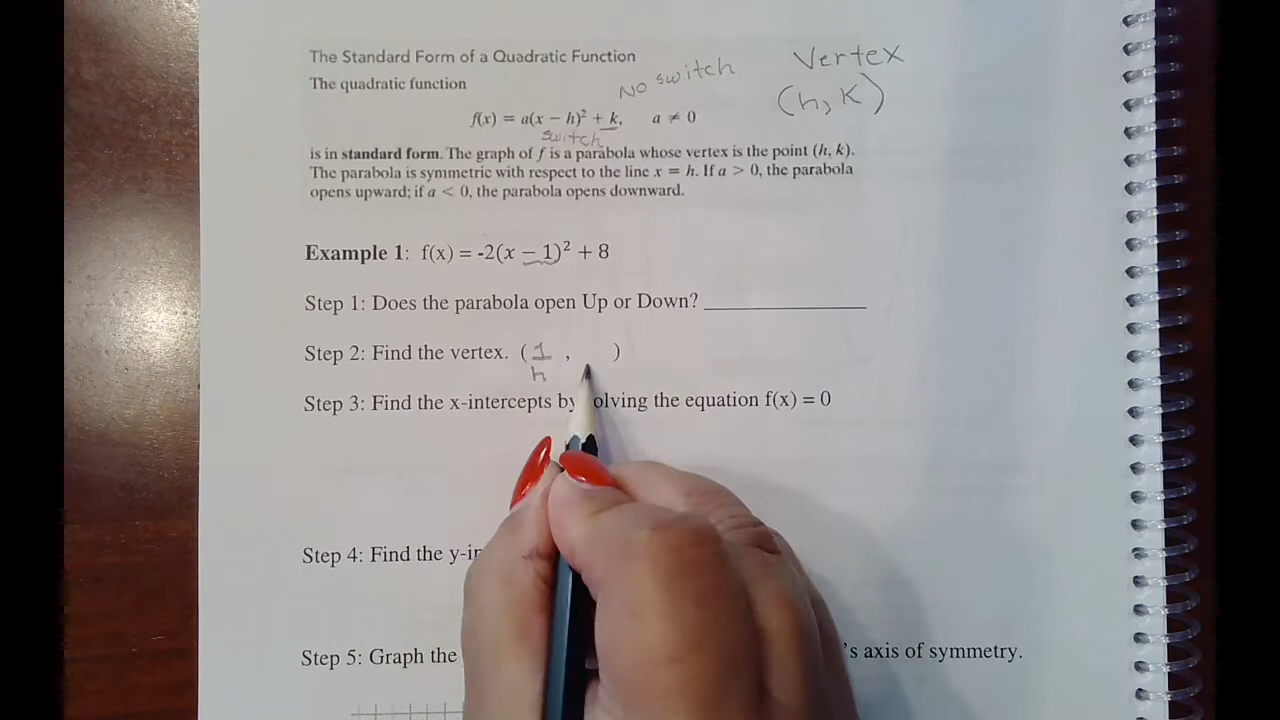 The Standard Form of a Quadratic Function
Vertex
The quadratic function
No switch
(h, k)
f(x) = a(x − h)² + k, a ≠ 0
switch
is in standard form. The graph of f is a parabola whose vertex is the point (h, k).
The parabola is symmetric with respect to the line x = h. If a > 0, the parabola
opens upward; if a < 0, the parabola opens downward.
Example 1: f(x) = -2(x − 1)² + 8
Step 1: Does the parabola open Up or Down? ______________
Step 2: Find the vertex. ( 1 , )
h
Step 3: Find the x-intercepts by solving the equation f(x) = 0
Step 4: Find the
Step 5: Graph the 's axis of symmetry.